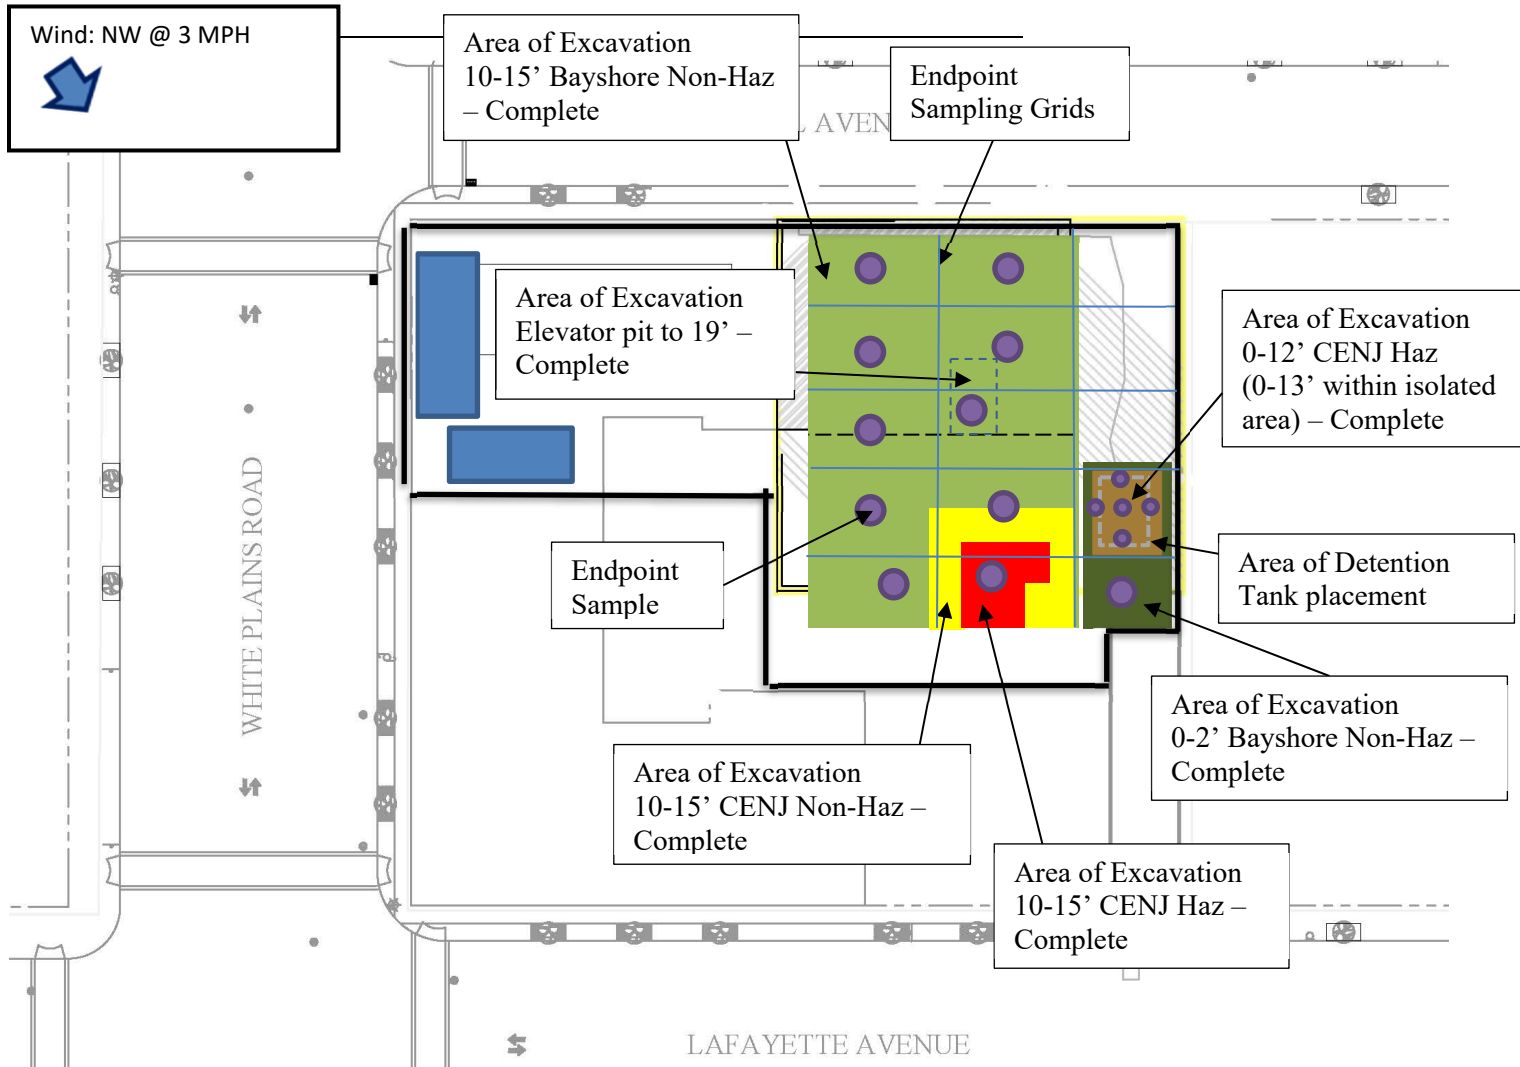 Wind: NW @ 3 MPH
Area of Excavation
10-15’ Bayshore Non-Haz
– Complete
Endpoint
Sampling Grids
AVEN
Area of Excavation
Elevator pit to 19’ –
Complete
Area of Excavation
0-12’ CENJ Haz
(0-13’ within isolated
area) – Complete
WHITE PLAINS ROAD
Endpoint
Sample
Area of Detention
Tank placement
Area of Excavation
0-2’ Bayshore Non-Haz –
Complete
Area of Excavation
10-15’ CENJ Non-Haz –
Complete
Area of Excavation
10-15’ CENJ Haz –
Complete
LAFAYETTE AVENUE